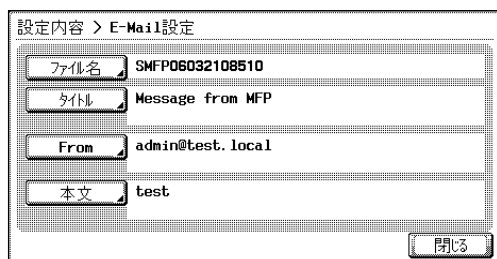 設定内容 > E-Mail設定
ファイル名 SMFP06032108510
タイトル Message from MFP
From admin@test.local
本文 test
閉じる